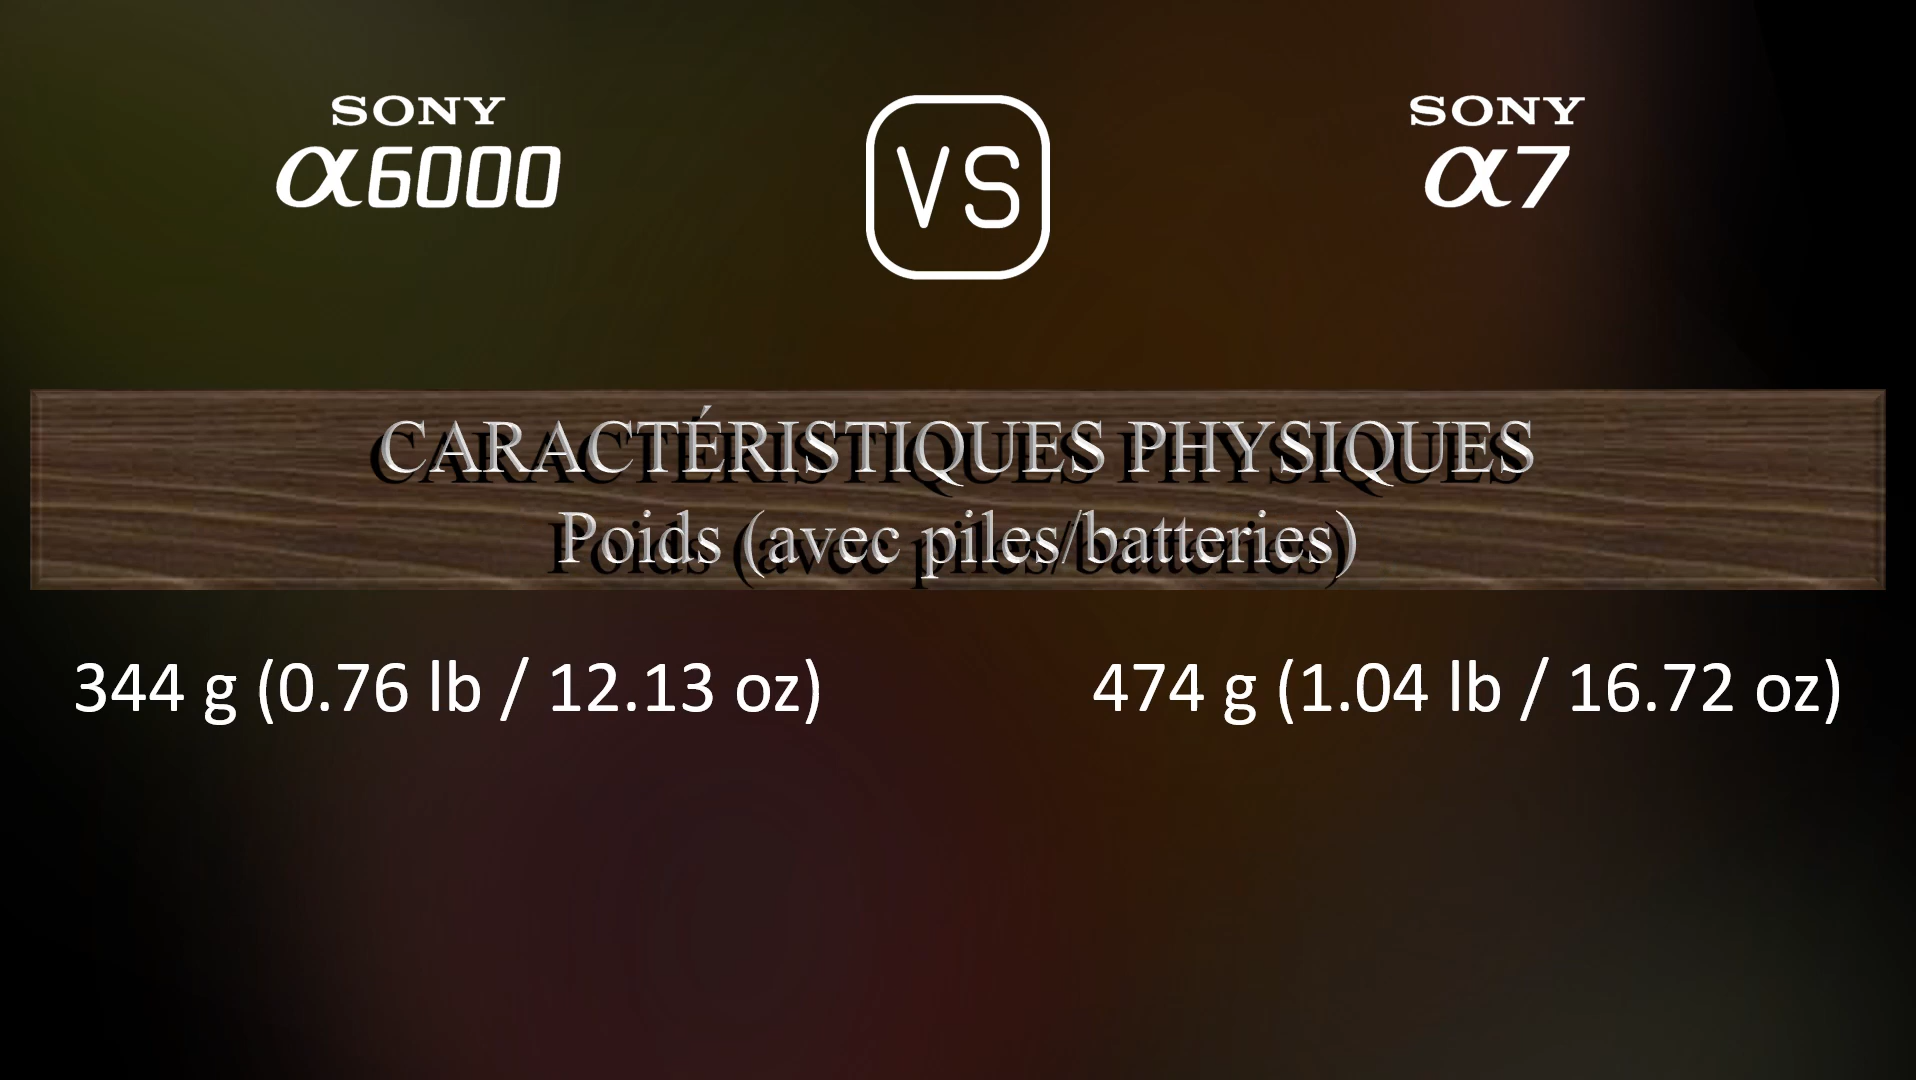 SONY
α6000
VS
SONY
α7
CARACTÉRISTIQUES PHYSIQUES
Poids (avec piles/batteries)
344 g (0.76 lb / 12.13 oz)
474 g (1.04 lb / 16.72 oz)